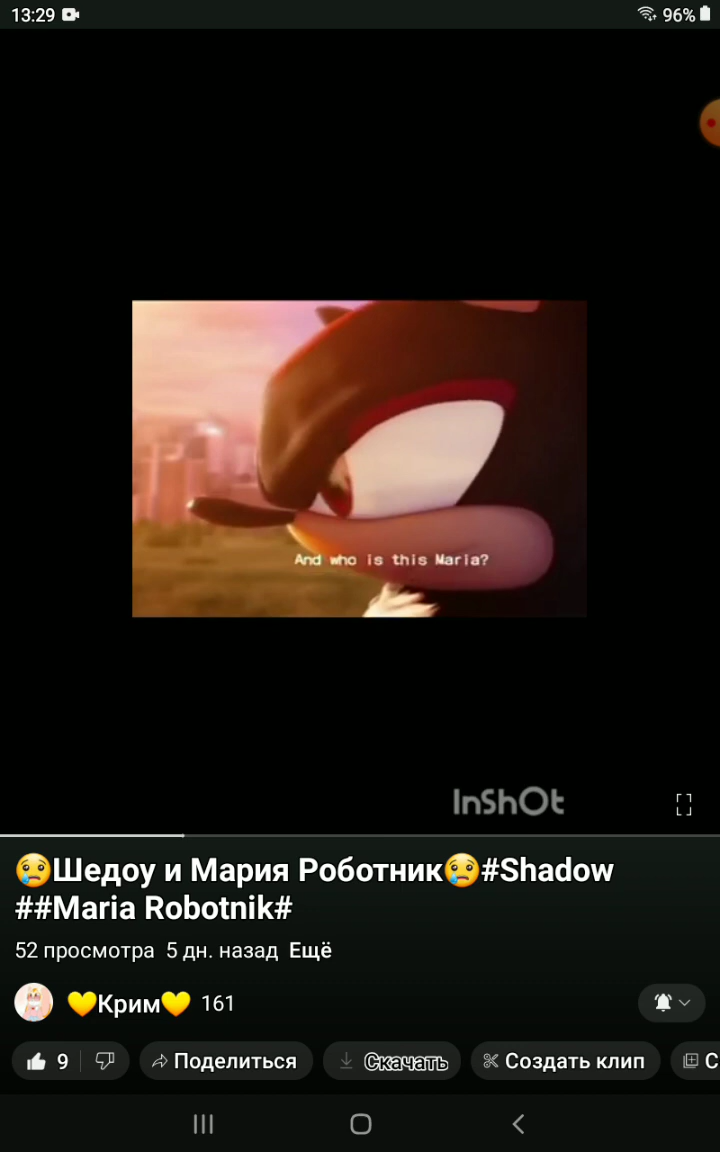 13:29
96%
And who is this Maria?
InShOt
😢Шедоу и Мария Роботник😢#Shadow
##Maria Robotnik#
52 просмотра 5 дн. назад Ещё
💛Крим💛 161
9 Поделиться Скачать Создать клип С